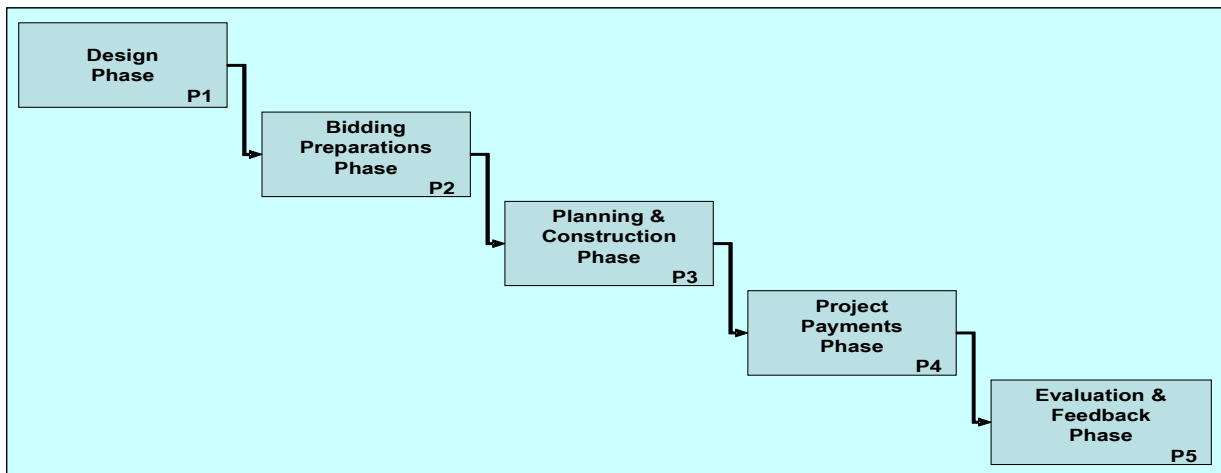 Design
Phase
P1
Bidding
Preparations
Phase
P2
Planning &
Construction
Phase
P3
Project
Payments
Phase
P4
Evaluation &
Feedback
Phase
P5